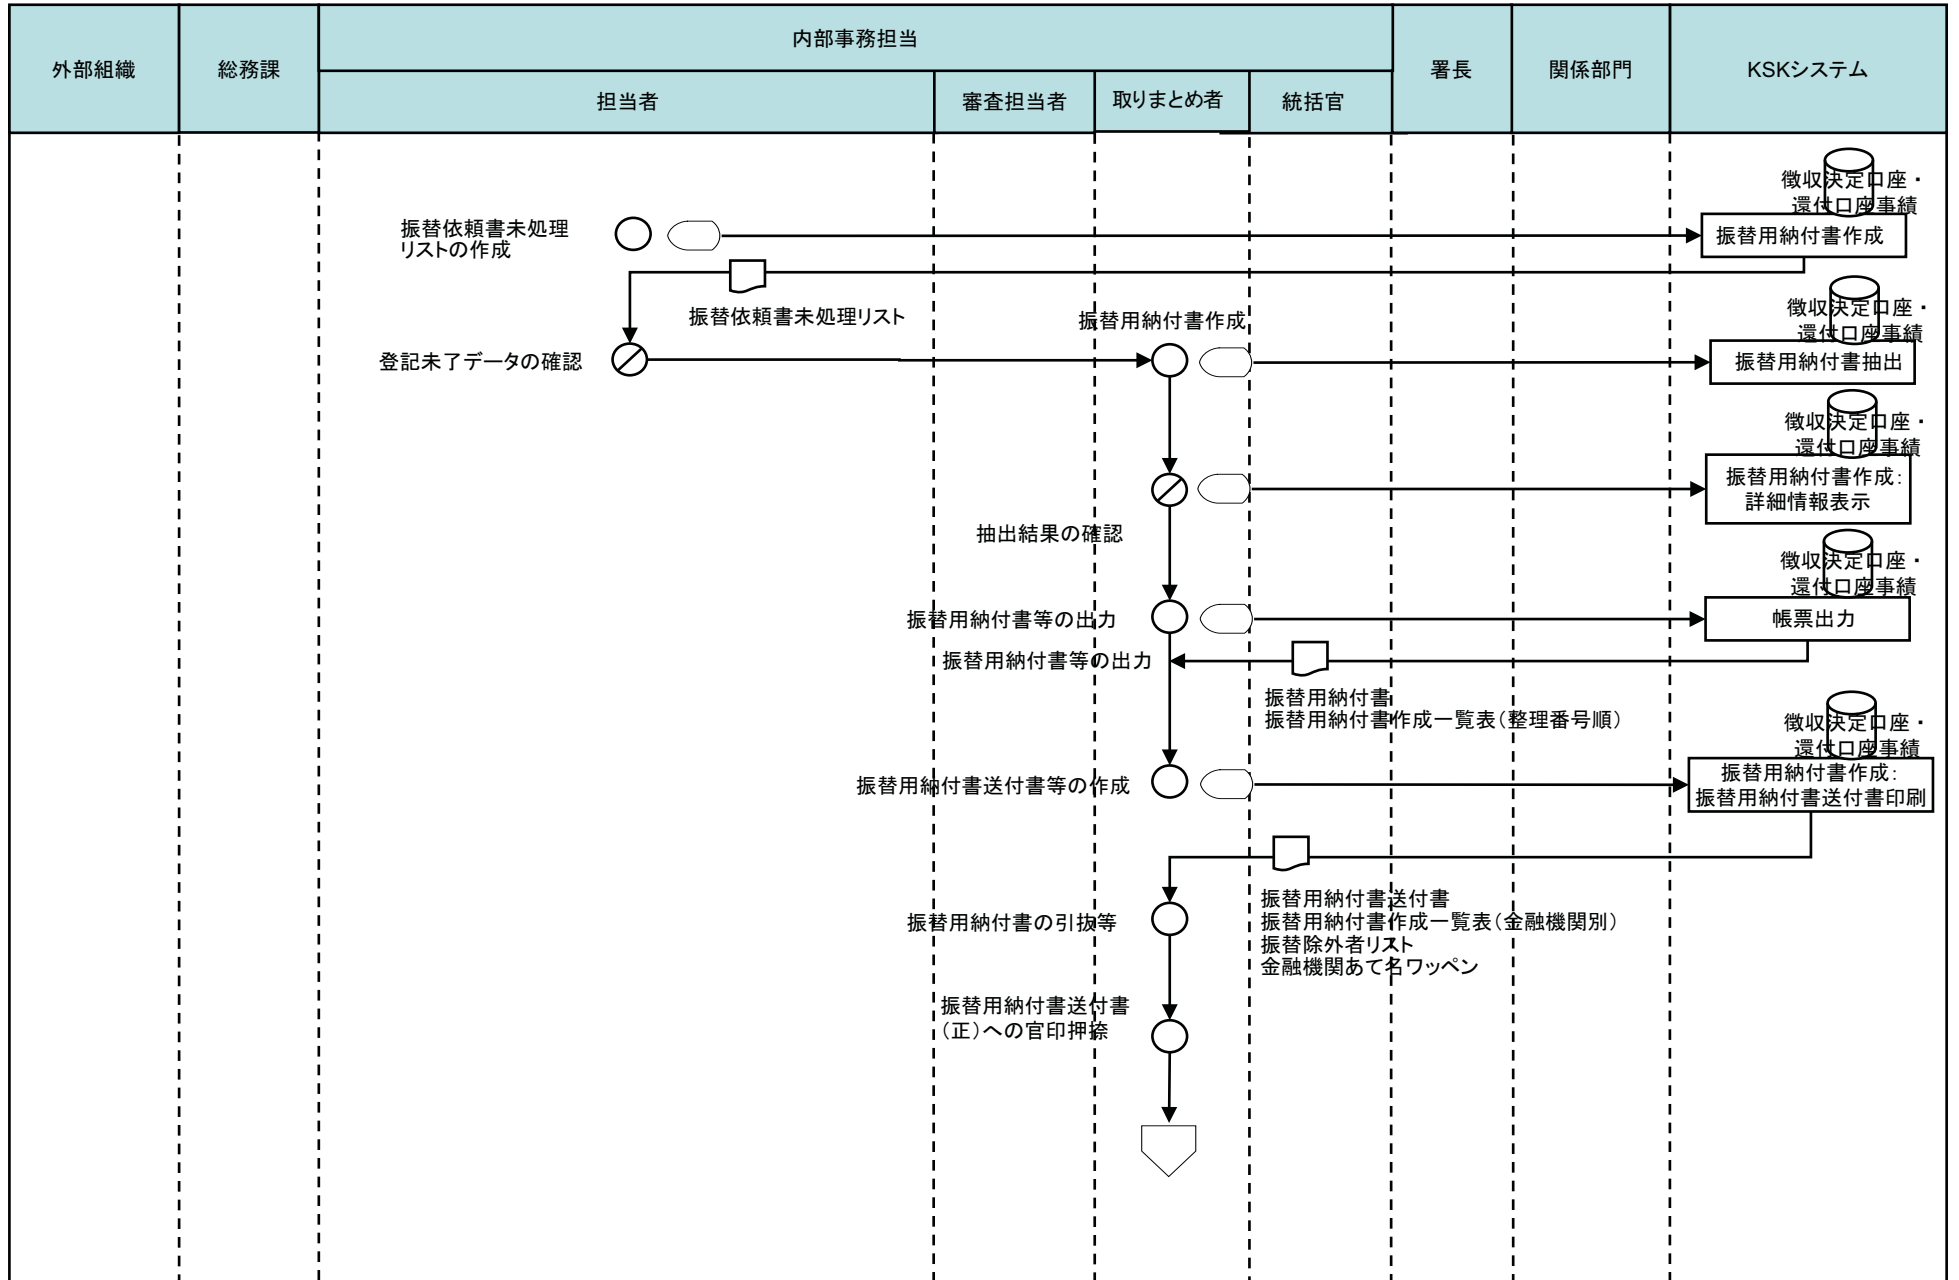 外部組織
総務課
内部事務担当
担当者
審査担当者
取りまとめ者
統括官
署長
関係部門
KSKシステム
徴収決定口座・
還付口座事績
振替依頼書未処理
リストの作成
振替用納付書作成
振替依頼書未処理リスト
振替用納付書作成
徴収決定口座・
還付口座事績
登記未了データの確認
振替用納付書抽出
徴収決定口座・
還付口座事績
振替用納付書作成：
詳細情報表示
抽出結果の確認
徴収決定口座・
還付口座事績
振替用納付書等の出力
帳票出力
振替用納付書等の出力
振替用納付書
振替用納付書作成一覧表（整理番号順）
徴収決定口座・
還付口座事績
振替用納付書送付書等の作成
振替用納付書作成：
振替用納付書送付書印刷
振替用納付書の引抜等
振替用納付書送付書
振替用納付書作成一覧表（金融機関別）
振替除外者リスト
金融機関あて名ワッペン
振替用納付書送付書
（正）への官印押捺